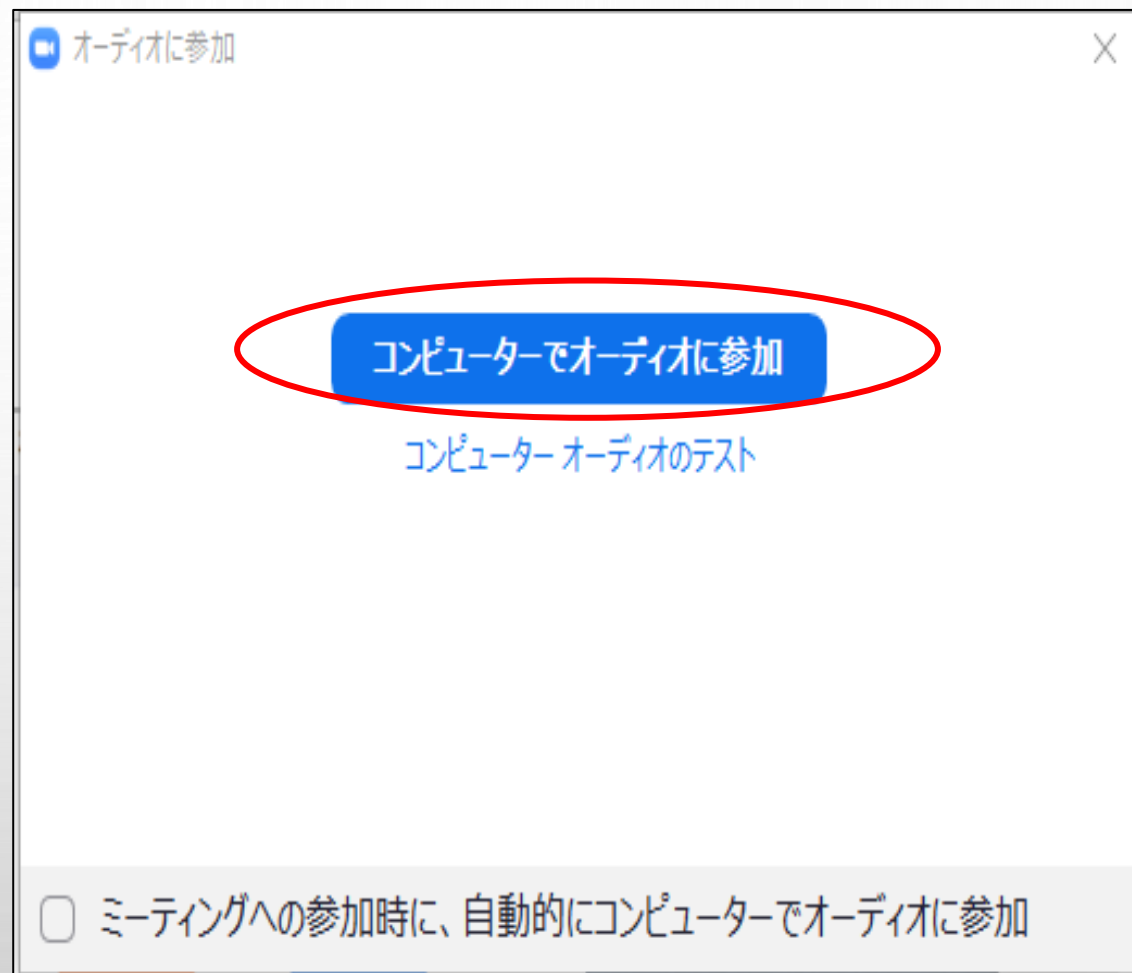 オーディオに参加
コンピューターでオーディオに参加
コンピューター オーディオのテスト
ミーティングへの参加時に、自動的にコンピューターでオーディオに参加